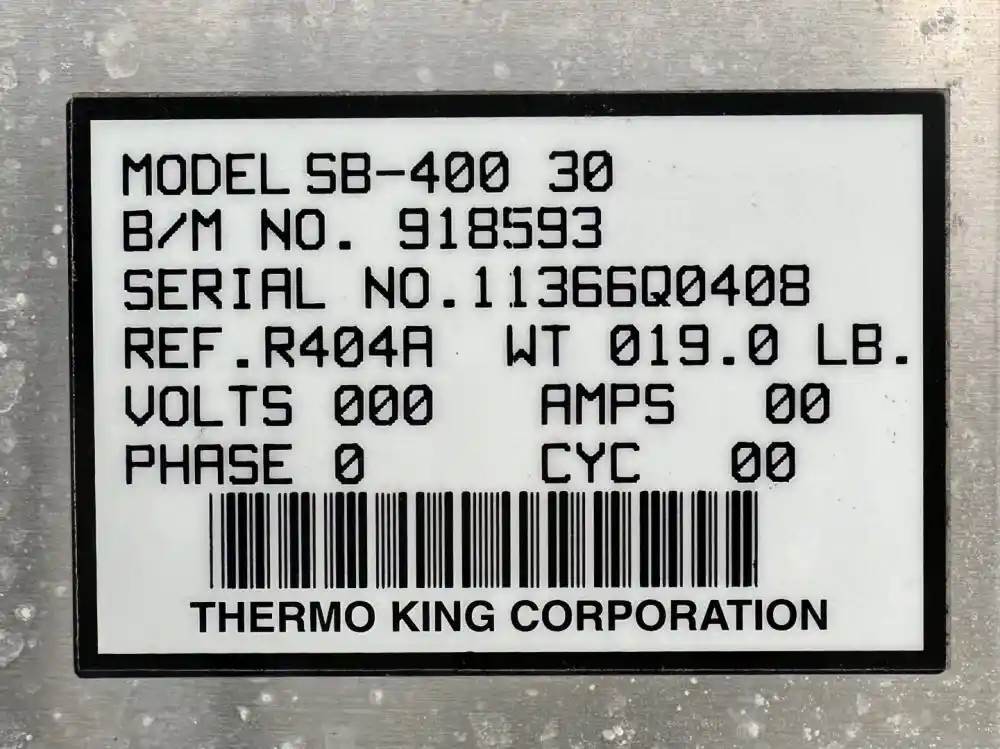 MODEL SB-400 30
B/M NO. 918593
SERIAL NO.11366Q0408
REF.R404A WT 019.0 LB.
VOLTS 000 AMPS 00
PHASE 0 CYC 00
THERMO KING CORPORATION